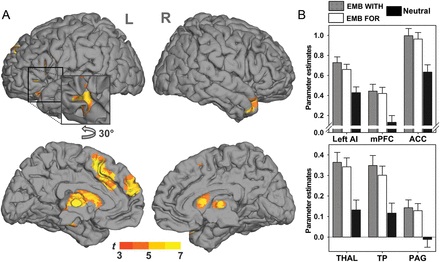 A
L
R
30°
t
3 5 7
B
EMB WITH
EMB FOR
Neutral
Parameter estimates
1.0
0.8
0.6
0.4
0.2
0.0
Left AI mPFC ACC
Parameter estimates
0.4
0.3
0.2
0.1
0.0
THAL TP PAG